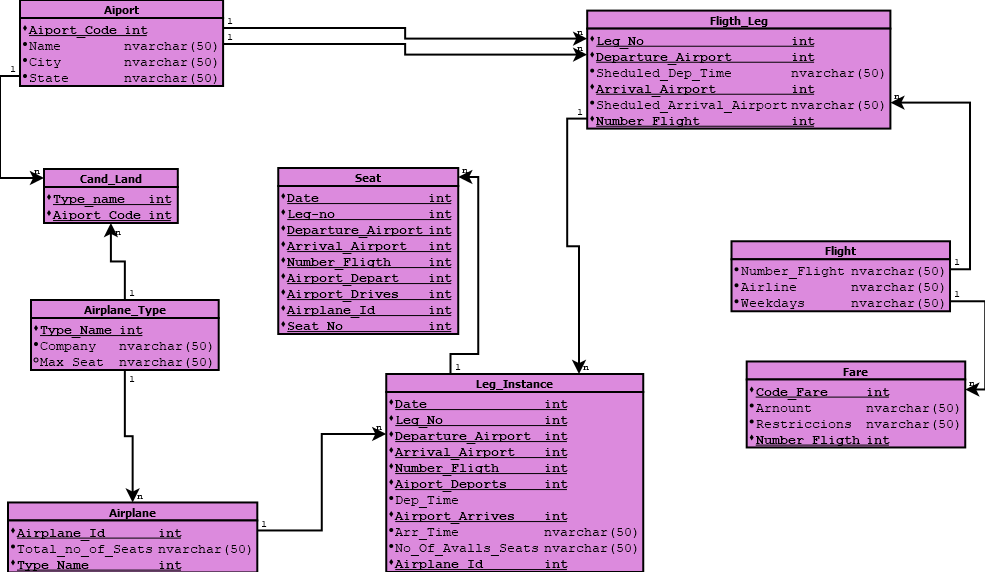 Aiport
Aiport_Code int
Name nvarchar(50)
City nvarchar(50)
State nvarchar(50)
1
1
1
n
n
n
Fligth_Leg
Leg_No int
Departure_Airport int
Sheduled_Dep_Time nvarchar(50)
Arrival_Airport int
Sheduled_Arrival_Airport nvarchar(50)
Number_Flight int
1
n
Cand_Land
Type_name int
Aiport_Code int
n
1
Seat
Date int
Leg-no int
Departure_Airport int
Arrival_Airport int
Number_Fligth int
Airport_Depart int
Airport_Drives int
Airplane_Id int
Seat_No int
n
1
Flight
Number_Flight nvarchar(50)
Airline nvarchar(50)
Weekdays nvarchar(50)
1
1
Airplane_Type
Type_Name int
Company nvarchar(50)
Max_Seat nvarchar(50)
1
n
Fare
Code_Fare int
Arnount nvarchar(50)
Restriccions nvarchar(50)
Number_Fligth int
n
Leg_Instance
Date int
Leg_No int
Departure_Airport int
Arrival_Airport int
Number_Fligth int
Aiport_Deports int
Dep_Time
Airport_Arrives int
Arr_Time nvarchar(50)
No_Of_Avalls_Seats nvarchar(50)
Airplane_Id int
n
n
Airplane
Airplane_Id int
Total_no_of_Seats nvarchar(50)
Type_Name int
1